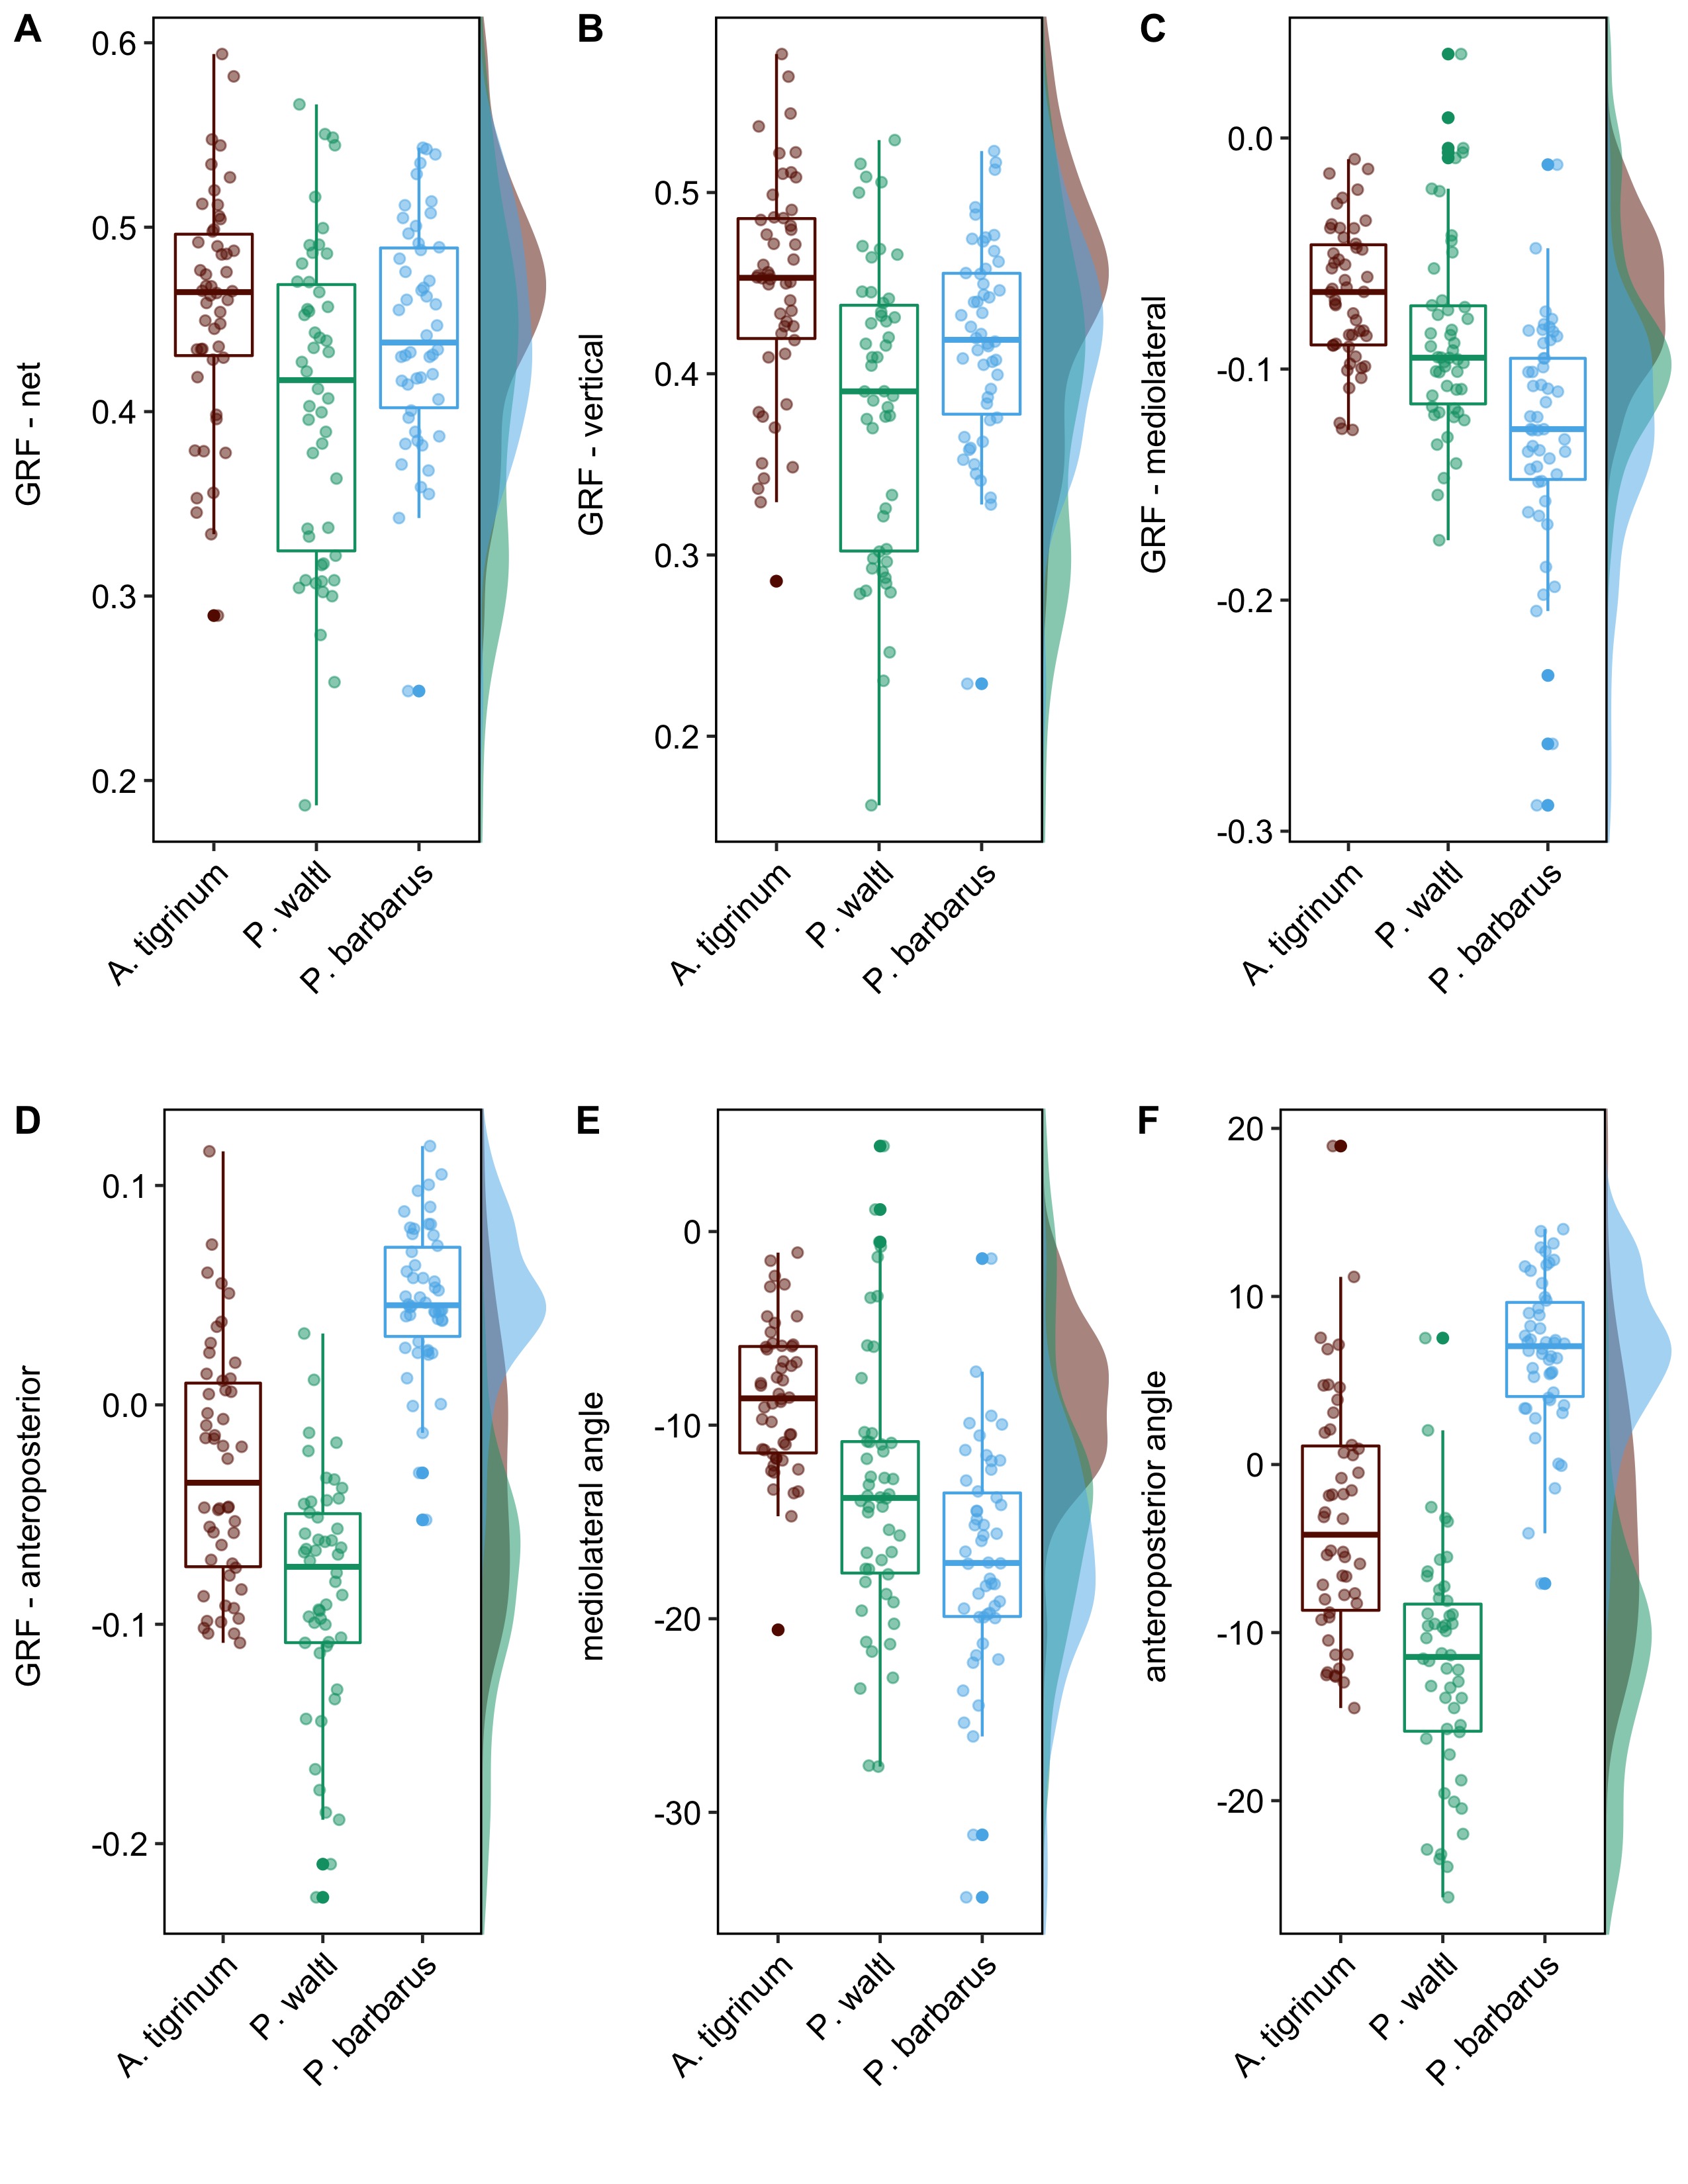 A
B
C
GRF - net
0.6
0.5
0.4
0.3
0.2
A. tigrinum
P. waltl
P. barbarus
GRF - vertical
0.5
0.4
0.3
0.2
A. tigrinum
P. waltl
P. barbarus
GRF - mediolateral
0.0
-0.1
-0.2
-0.3
A. tigrinum
P. waltl
P. barbarus
D
E
F
GRF - anteroposterior
0.1
0.0
-0.1
-0.2
A. tigrinum
P. waltl
P. barbarus
mediolateral angle
0
-10
-20
-30
A. tigrinum
P. waltl
P. barbarus
anteroposterior angle
20
10
0
-10
-20
A. tigrinum
P. waltl
P. barbarus